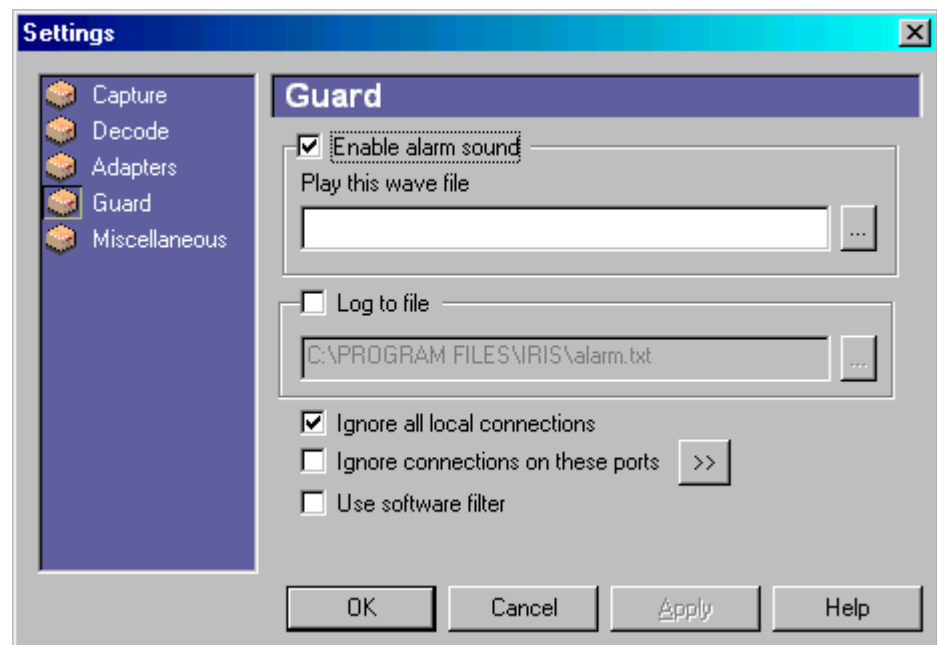 Settings
Capture
Decode
Adapters
Guard
Miscellaneous
Guard
Enable alarm sound
Play this wave file
...
Log to file
C:\PROGRAM FILES\IRIS\alarm.txt
...
Ignore all local connections
Ignore connections on these ports >>
Use software filter
OK Cancel Apply Help